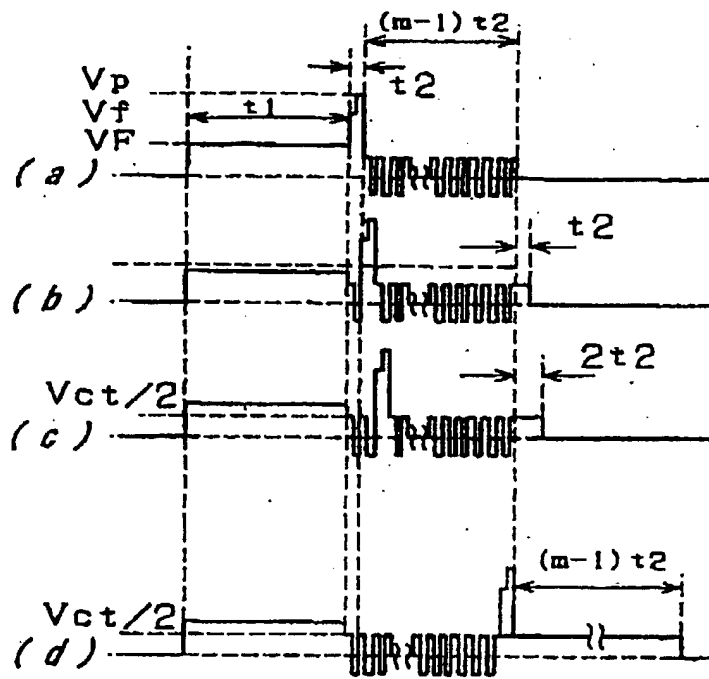 (m-1) t2
Vp
t2
Vf
t1
VF
(a)
t2
(b)
2t2
Vct/2
(c)
(m-1) t2
Vct/2
(d)